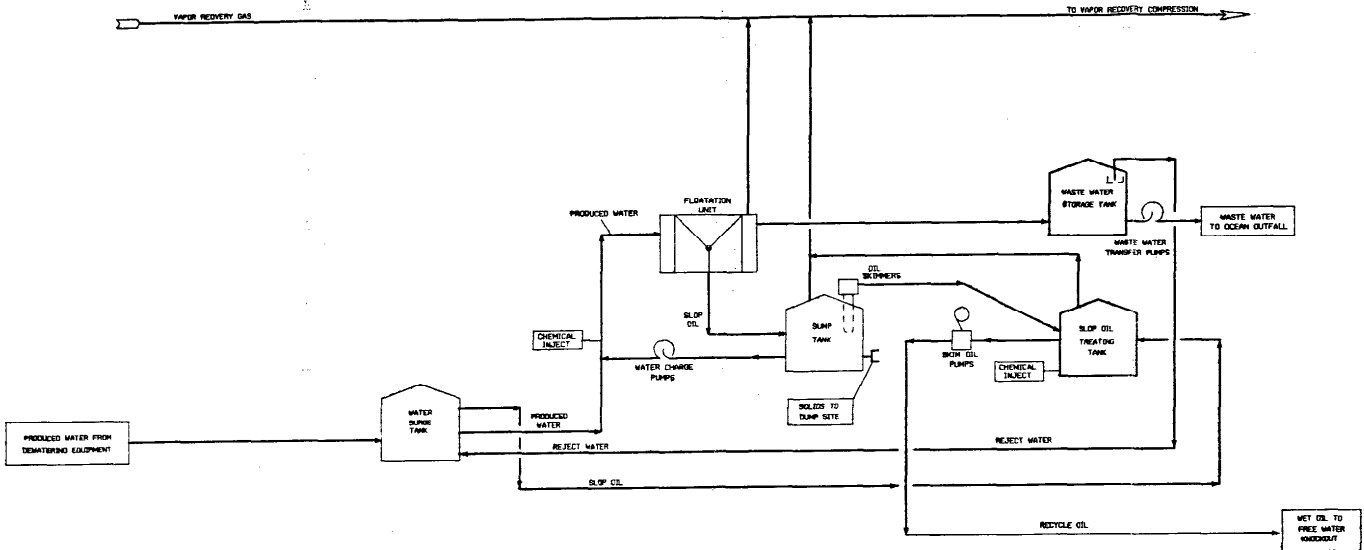 VAPOR RECOVERY GAS
TO VAPOR RECOVERY COMPRESSION
WASTE WATER
STORAGE TANK
FLOATATION
UNIT
PRODUCED WATER
WASTE WATER
TO OCEAN OUTFALL
WASTE WATER
TRANSFER PUMPS
OIL
SKIMMERS
SLOP
OIL
SUMP
TANK
SLOP OIL
TREATING
TANK
CHEMICAL
INJECT
WATER CHARGE
PUMPS
SKIM OIL
PUMPS
CHEMICAL
INJECT
SOLIDS TO
DUMP SITE
WATER
SURGE
TANK
PRODUCED
WATER
PRODUCED WATER FROM
DEWATERING EQUIPMENT
REJECT WATER
REJECT WATER
SLOP OIL
RECYCLE OIL
WET OIL TO
FREE WATER
KNOCKOUT